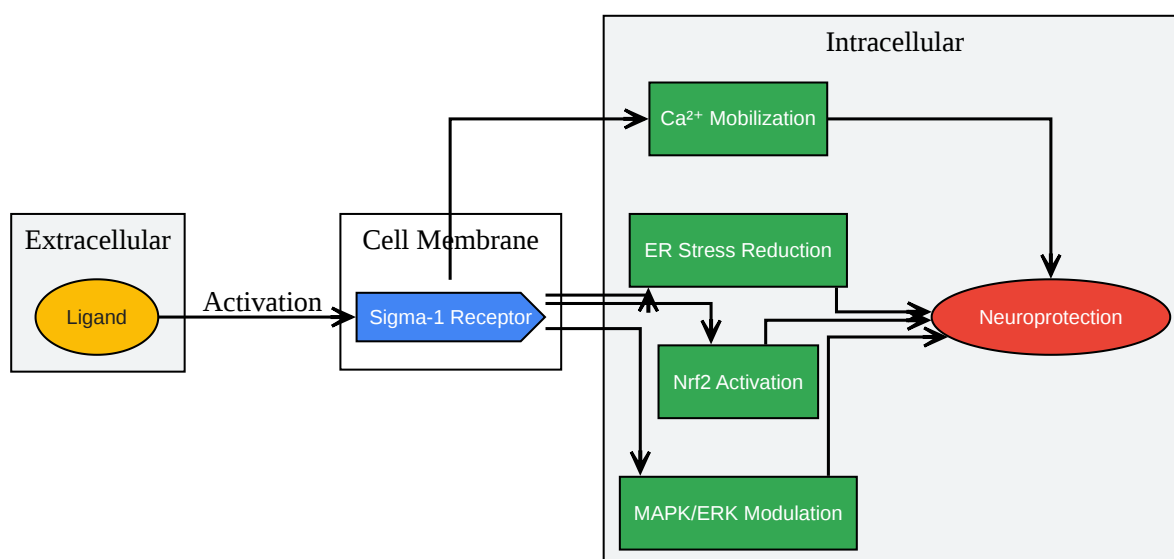 Intracellular
Ca²⁺ Mobilization
Extracellular
Cell Membrane
ER Stress Reduction
Ligand
Activation
Sigma-1 Receptor
Neuroprotection
Nrf2 Activation
MAPK/ERK Modulation